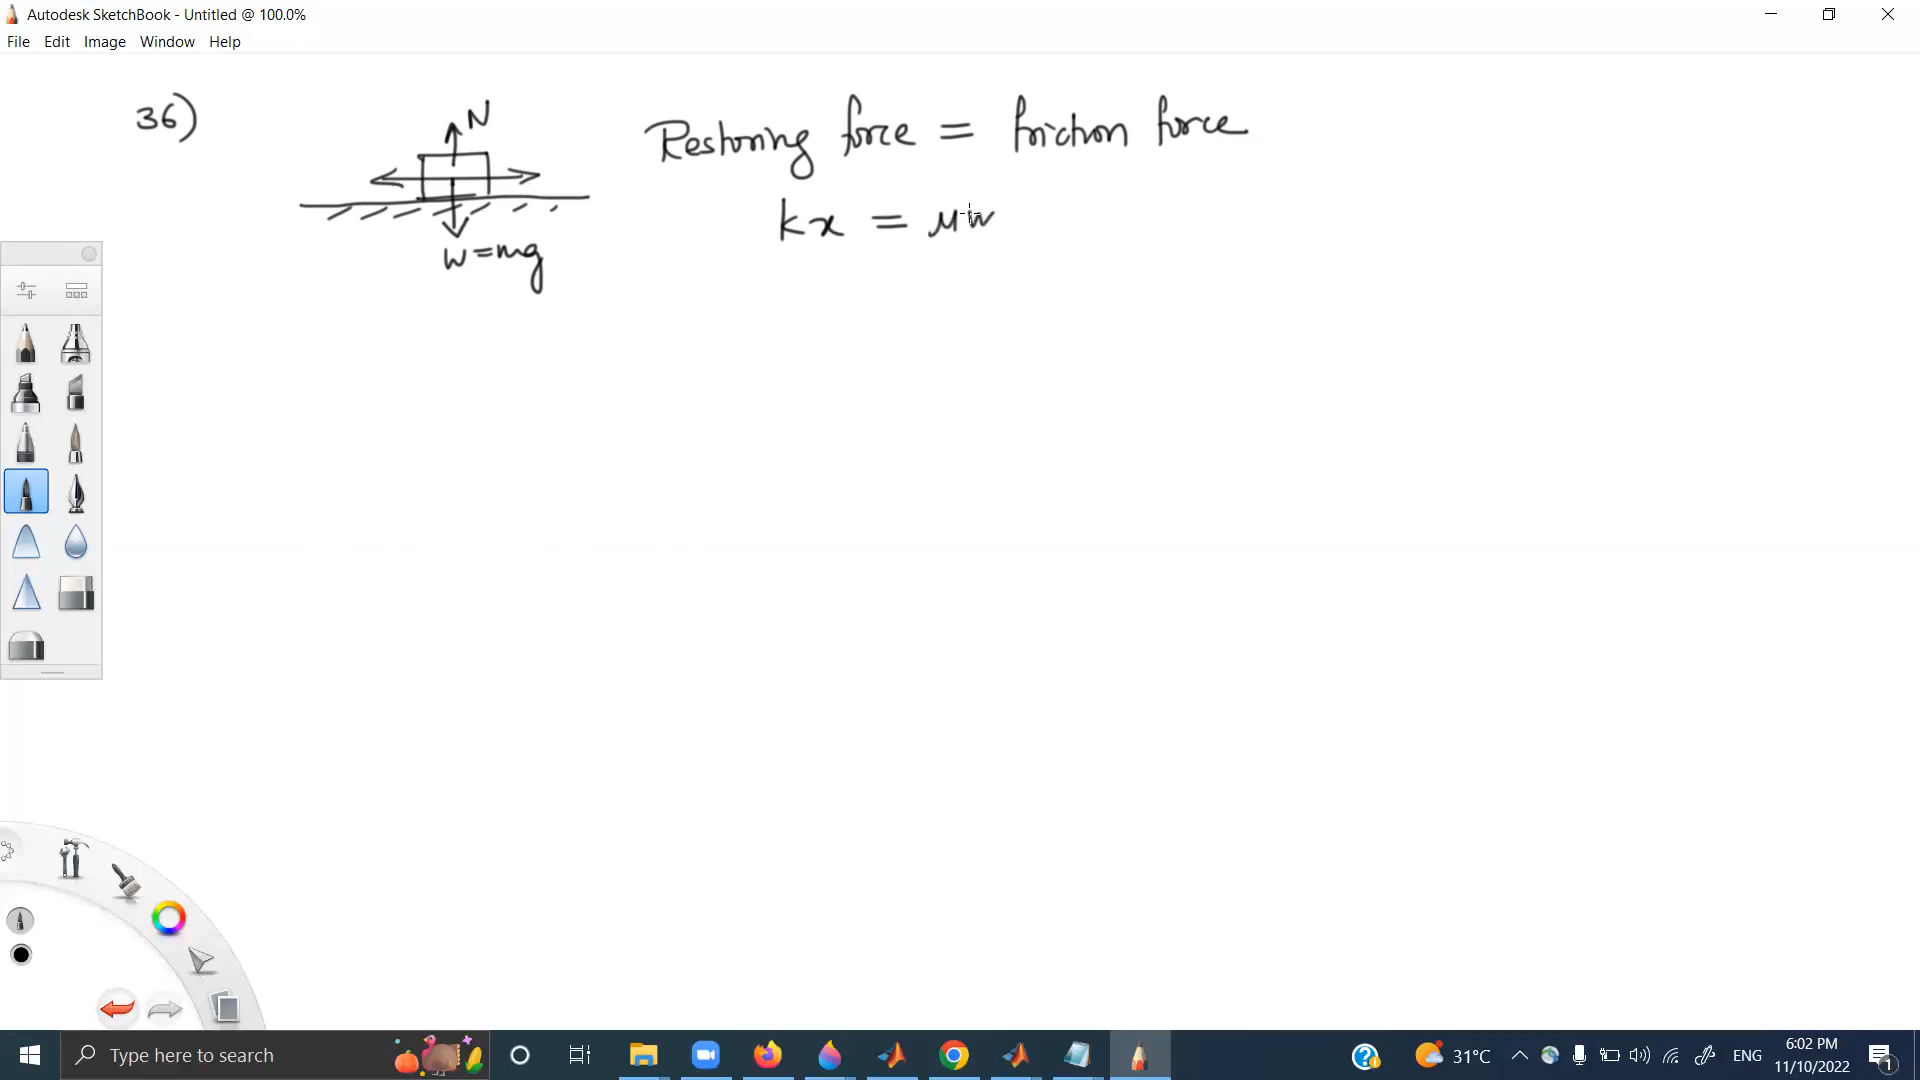 Autodesk SketchBook - Untitled @ 100.0%
File Edit Image Window Help
36)
N
W=mg
Restoring force = friction force
kx = μW
Type here to search
31°C
ENG
6:02 PM
11/10/2022
1